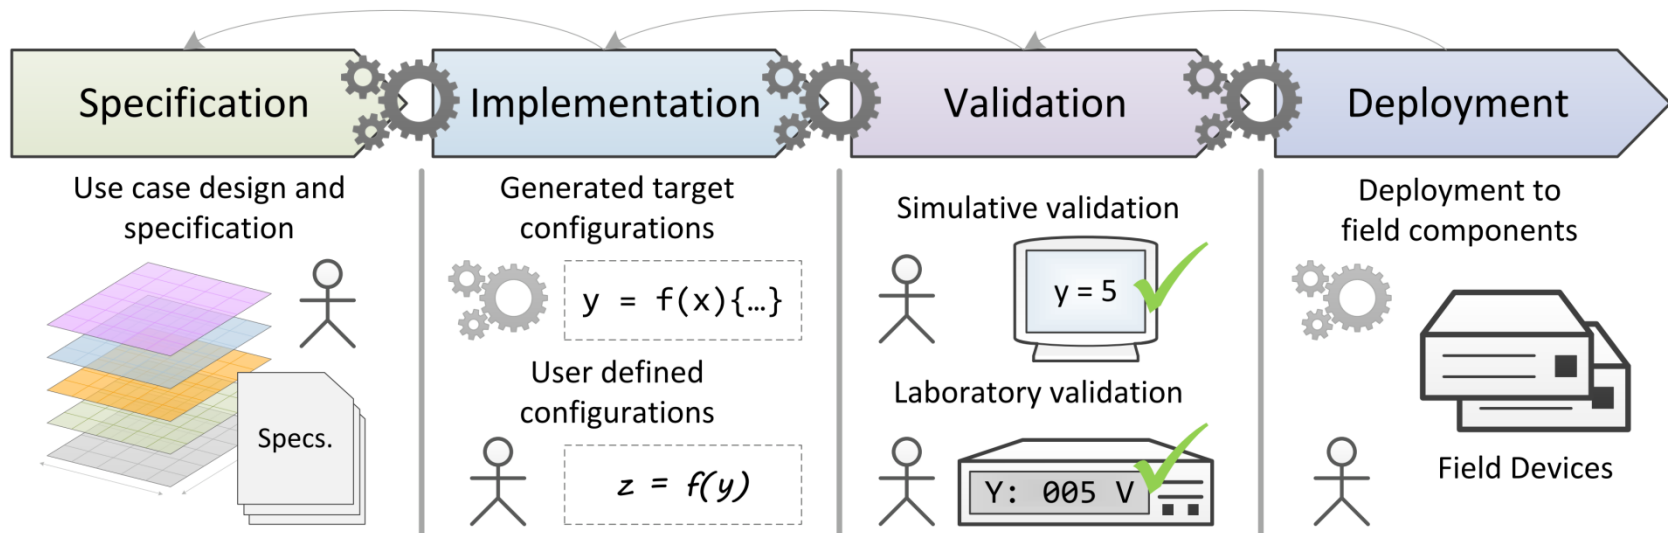 Specification
Implementation
Validation
Deployment
Use case design and
specification
Specs.
Generated target
configurations
y = f(x){…}
User defined
configurations
z = f(y)
Simulative validation
y = 5
Laboratory validation
Y: 005 V
Deployment to
field components
Field Devices